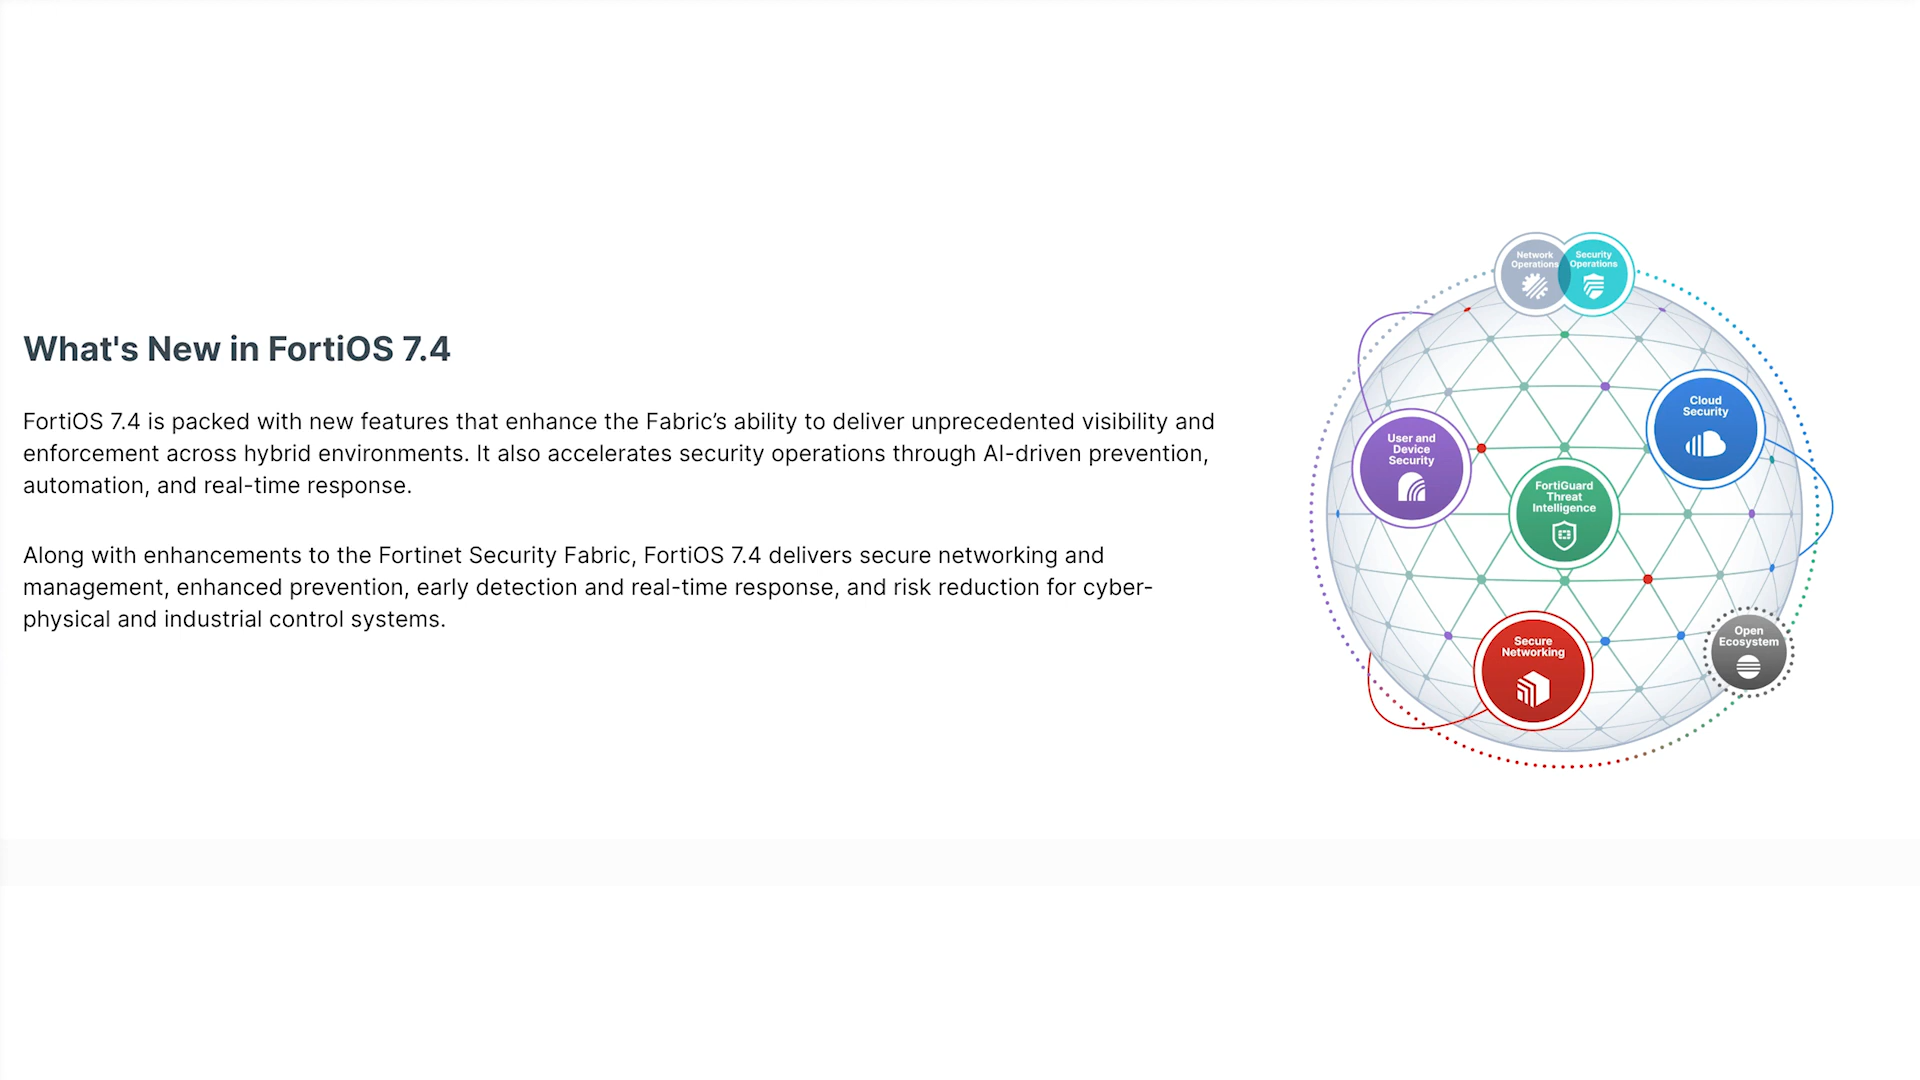 What's New in FortiOS 7.4
FortiOS 7.4 is packed with new features that enhance the Fabric’s ability to deliver unprecedented visibility and
enforcement across hybrid environments. It also accelerates security operations through AI-driven prevention,
automation, and real-time response.
Along with enhancements to the Fortinet Security Fabric, FortiOS 7.4 delivers secure networking and
management, enhanced prevention, early detection and real-time response, and risk reduction for cyber-
physical and industrial control systems.
Network
Operations
Security
Operations
Cloud
Security
User and
Device
Security
FortiGuard
Threat
Intelligence
Secure
Networking
Open
Ecosystem